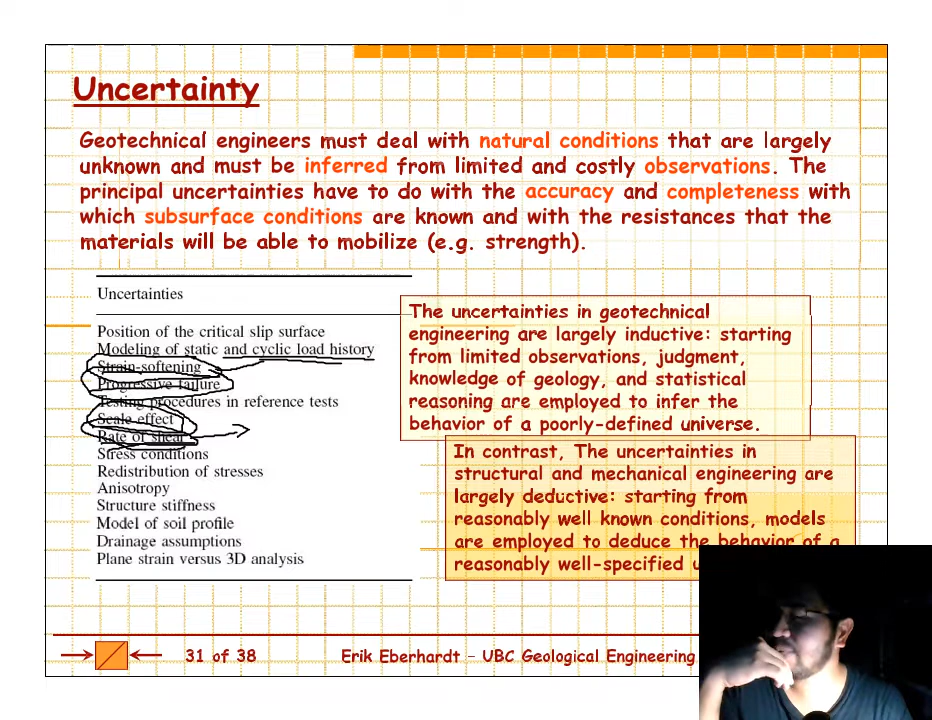 Uncertainty
Geotechnical engineers must deal with natural conditions that are largely
unknown and must be inferred from limited and costly observations. The
principal uncertainties have to do with the accuracy and completeness with
which subsurface conditions are known and with the resistances that the
materials will be able to mobilize (e.g. strength).
Uncertainties
Position of the critical slip surface
Modeling of static and cyclic load history
Strain-softening
Progressive failure
Testing procedures in reference tests
Scale effect
Rate of shear
Stress conditions
Redistribution of stresses
Anisotropy
Structure stiffness
Model of soil profile
Drainage assumptions
Plane strain versus 3D analysis
The uncertainties in geotechnical
engineering are largely inductive: starting
from limited observations, judgment,
knowledge of geology, and statistical
reasoning are employed to infer the
behavior of a poorly-defined universe.
In contrast, The uncertainties in
structural and mechanical engineering are
largely deductive: starting from
reasonably well known conditions, models
are employed to deduce the behavior of a
reasonably well-specified
31 of 38
Erik Eberhardt – UBC Geological Engineering